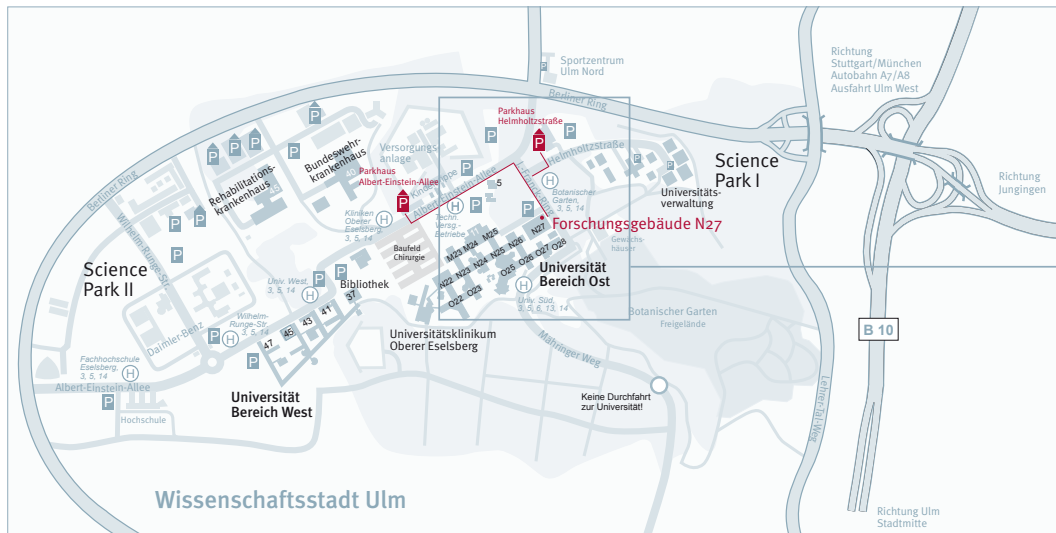 Sportzentrum
Ulm Nord
Richtung
Stuttgart/München
Autobahn A7/A8
Ausfahrt Ulm West
Berliner Ring
Parkhaus
Helmholtzstraße
Helmholtzstraße
Versorgungs-
anlage
Bundeswehr-
krankenhaus
Rehabilitations-
krankenhaus
Parkhaus
Albert-Einstein-Allee
Albert-Einstein-Allee
Science
Park I
Universitäts-
verwaltung
Richtung
Jungingen
Berliner Ring
Botanischer
Garten, 3,
5, 14
5
Kliniken
Oberer
Eselsberg,
3, 5, 14
Techn.
Versg.-
Betriebe
Forschungsgebäude N27
Gewächs-
häuser
Wilhelm-Runge-Str.
Baufeld
Chirurgie
M23
M24
M25
N22
N23
N24
N25
N26
N27
O22
O23
O25
O26
O27
O28
Universität
Bereich Ost
Science
Park II
Univ. West,
3, 5, 14
Bibliothek
37
41
43
45
47
Univ. Süd,
3, 5, 6, 13, 14
Botanischer Garten
Freigelände
B 10
Wilhelm-
Runge-Str.
3, 5, 14
Daimler-Benz
Universitätsklinikum
Oberer Eselsberg
Mähringer Weg
Fachhochschule
Eselsberg,
3, 5, 14
Albert-Einstein-Allee
Hochschule
Universität
Bereich West
Keine Durchfahrt
zur Universität!
Lehrer-Tal-Weg
Wissenschaftsstadt Ulm
Richtung Ulm
Stadtmitte